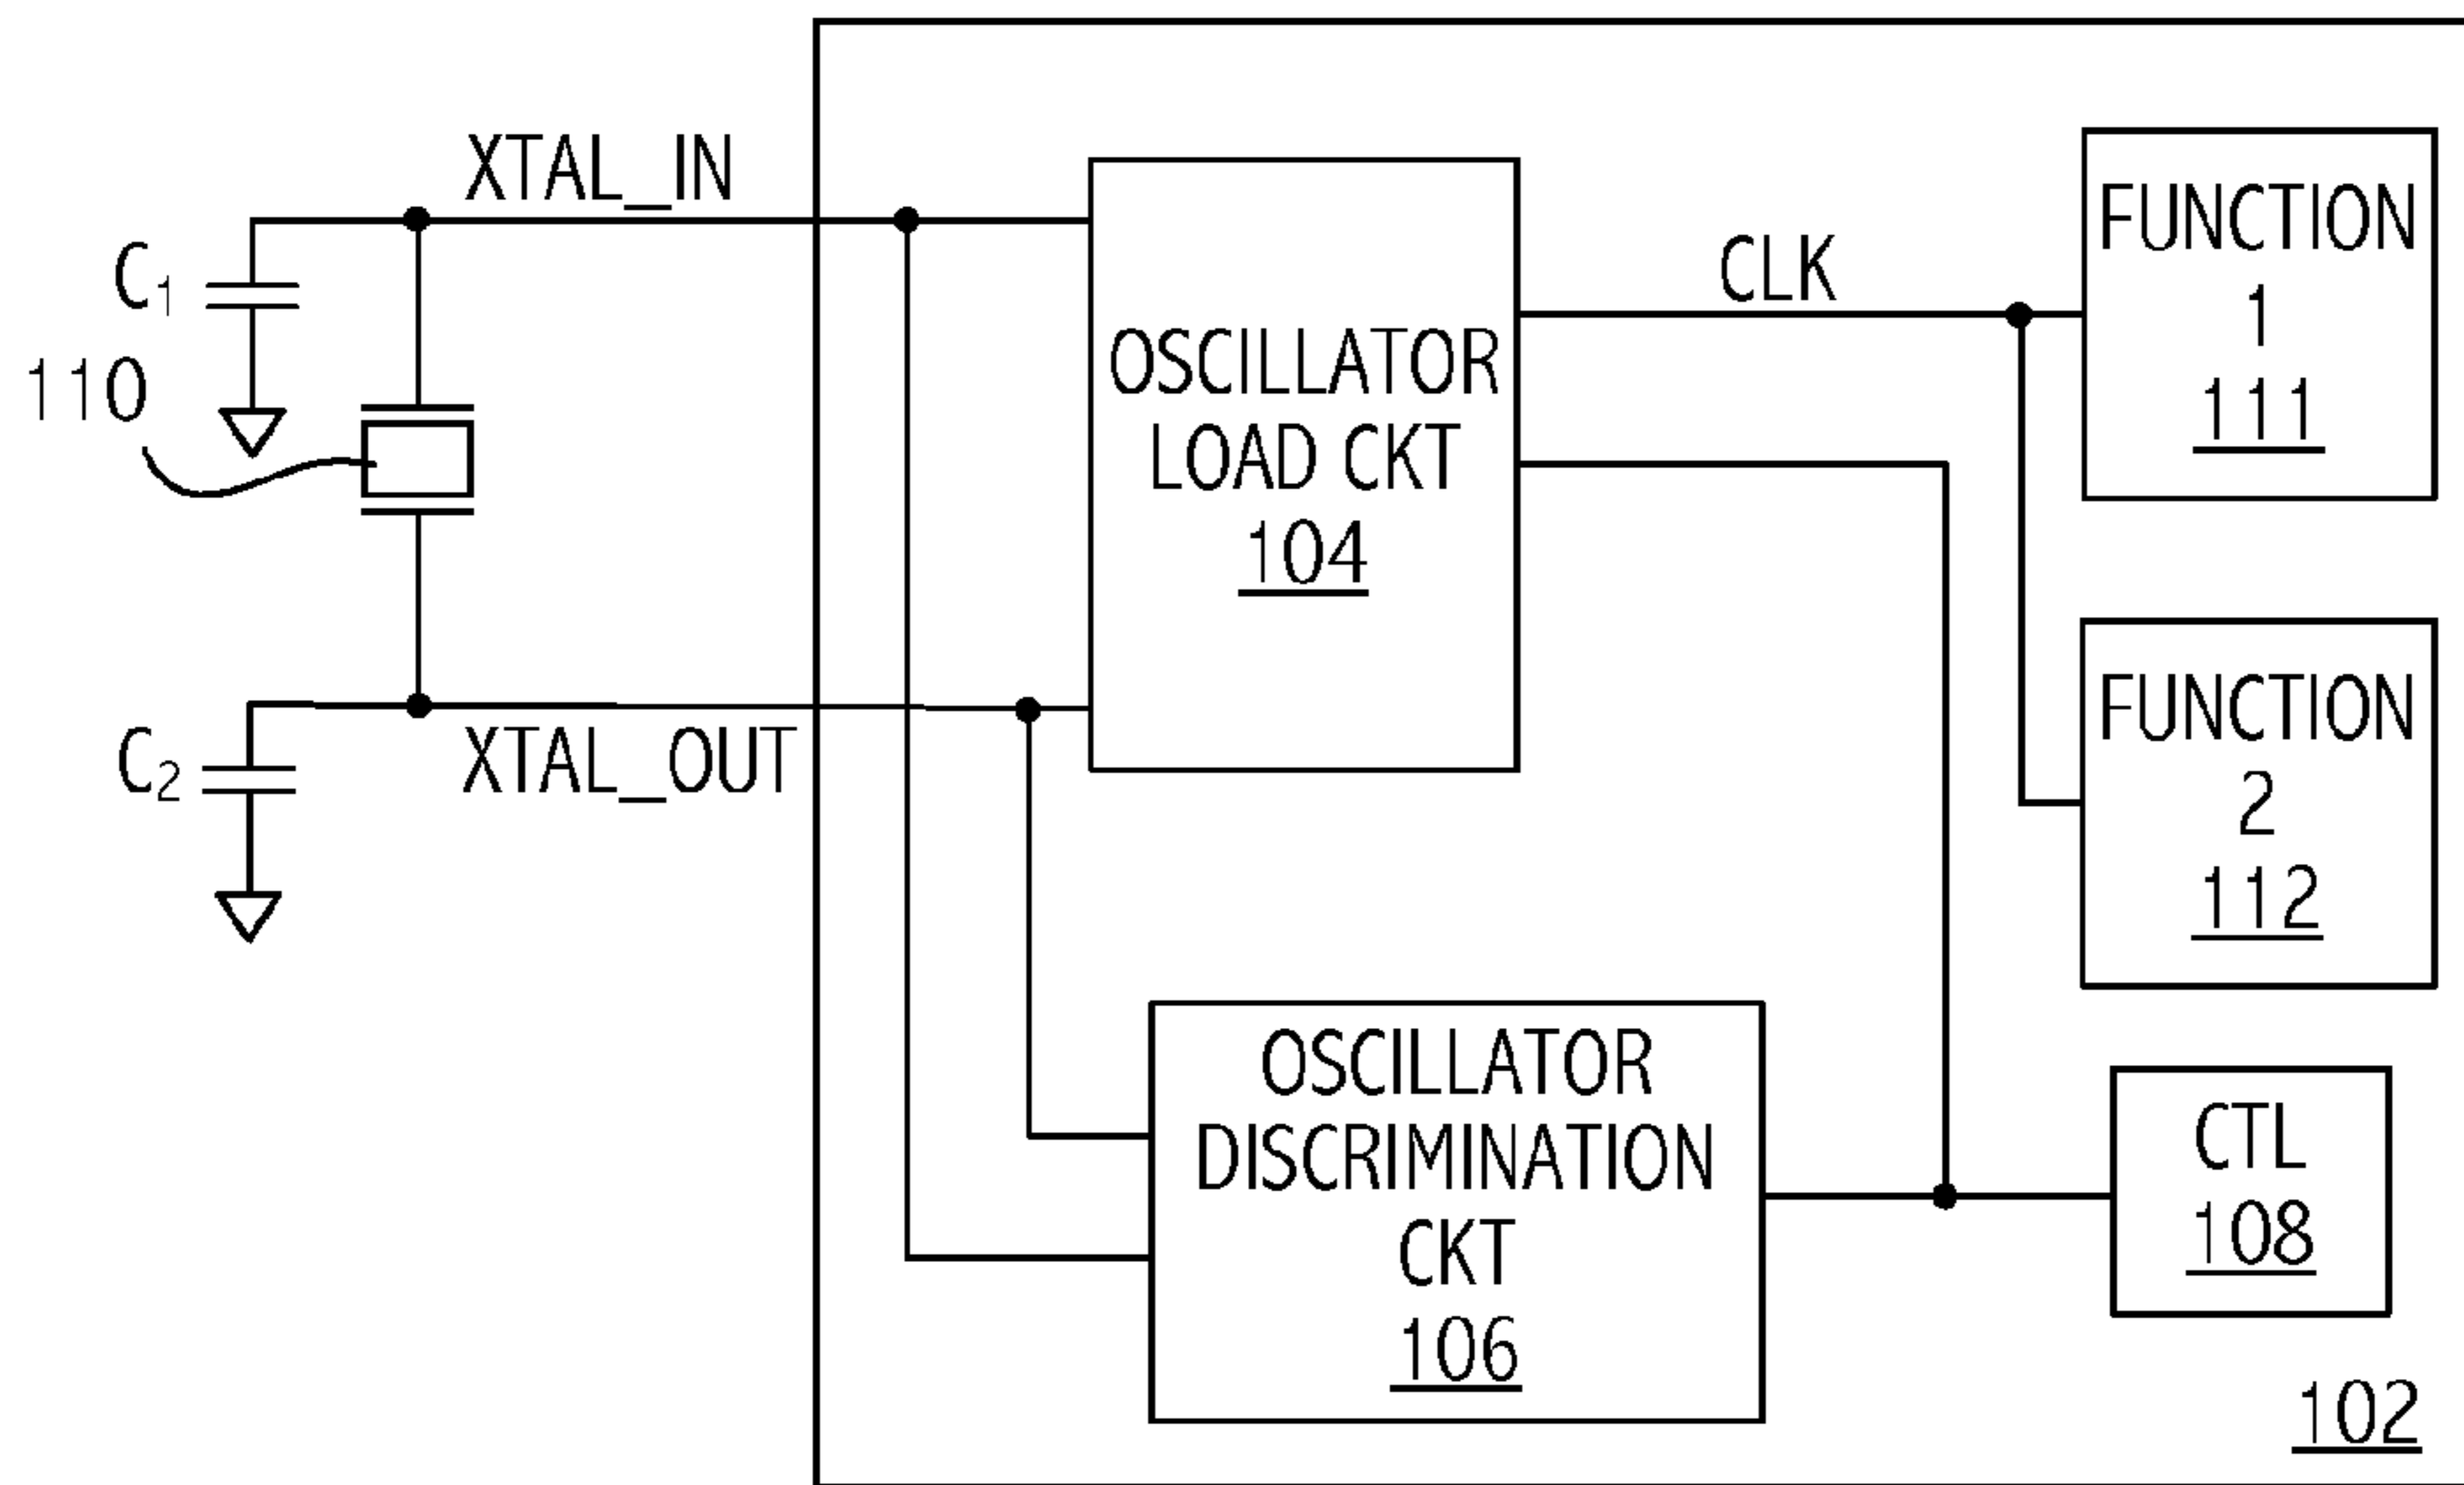 XTAL_IN
C1
110
XTAL_OUT
C2
OSCILLATOR
LOAD CKT
104
CLK
FUNCTION
1
111
FUNCTION
2
112
OSCILLATOR
DISCRIMINATION
CKT
106
CTL
108
102